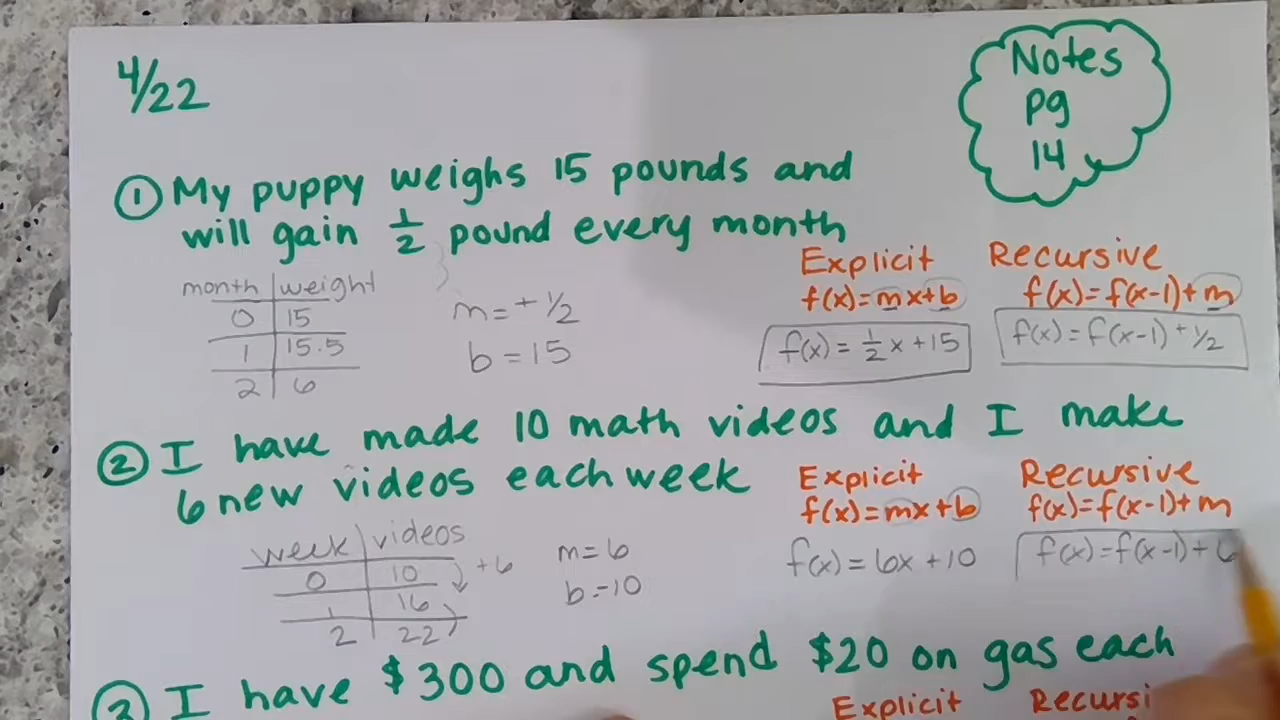 4/22
Notes
pg
14
① My puppy weighs 15 pounds and
will gain 1/2 pound every month
month | weight
0 | 15
1 | 15.5
2 | 6
m = + 1/2
b = 15
Explicit
f(x) = mx + b
f(x) = 1/2 x + 15
Recursive
f(x) = f(x-1) + m
f(x) = f(x-1) + 1/2
② I have made 10 math videos and I make
6 new videos each week
week | videos
0 | 10
1 | 16
2 | 22
+6
m = 6
b = 10
Explicit
f(x) = mx + b
f(x) = 6x + 10
Recursive
f(x) = f(x-1) + m
f(x) = f(x-1) + 6
③ I have $300 and spend $20 on gas each
Explicit
Recursi